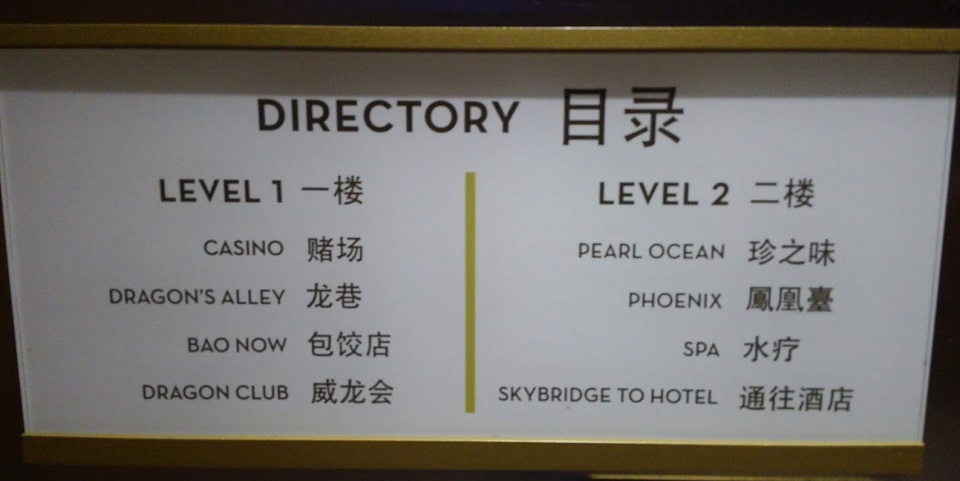 DIRECTORY 目录
LEVEL 1 一楼
CASINO 赌场
DRAGON'S ALLEY 龙巷
BAO NOW 包饺店
DRAGON CLUB 威龙会
LEVEL 2 二楼
PEARL OCEAN 珍之味
PHOENIX 鳳凰臺
SPA 水疗
SKYBRIDGE TO HOTEL 通往酒店